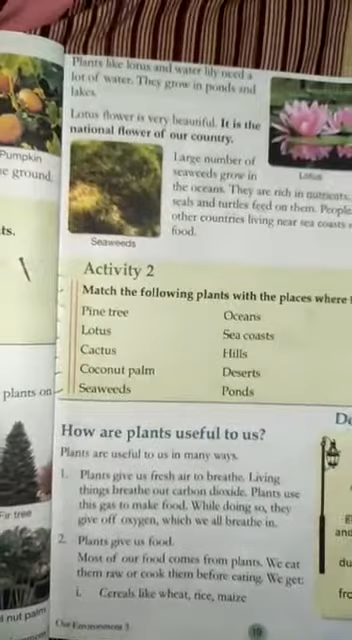 Plants like lotus and water lily need a
lot of water. They grow in ponds and
lakes.
Lotus flower is very beautiful. It is the
national flower of our country.
Pumpkin
ground.
Lotus
Large number of
seaweeds grow in
the oceans. They are rich in nutrients.
seals and turtles feed on them. People
other countries living near sea coasts
food.
Seaweeds
ts.
Activity 2
Match the following plants with the places where
Pine tree Oceans
Lotus Sea coasts
Cactus Hills
Coconut palm Deserts
Seaweeds Ponds
plants on
How are plants useful to us?
Plants are useful to us in many ways.
1. Plants give us fresh air to breathe. Living
things breathe out carbon dioxide. Plants use
this gas to make food. While doing so, they
give off oxygen, which we all breathe in.
2. Plants give us food.
Most of our food comes from plants. We eat
them raw or cook them before eating. We get:
i. Cereals like wheat, rice, maize
Fir tree
nut palm
Our Environment 3
De
and
du
fro